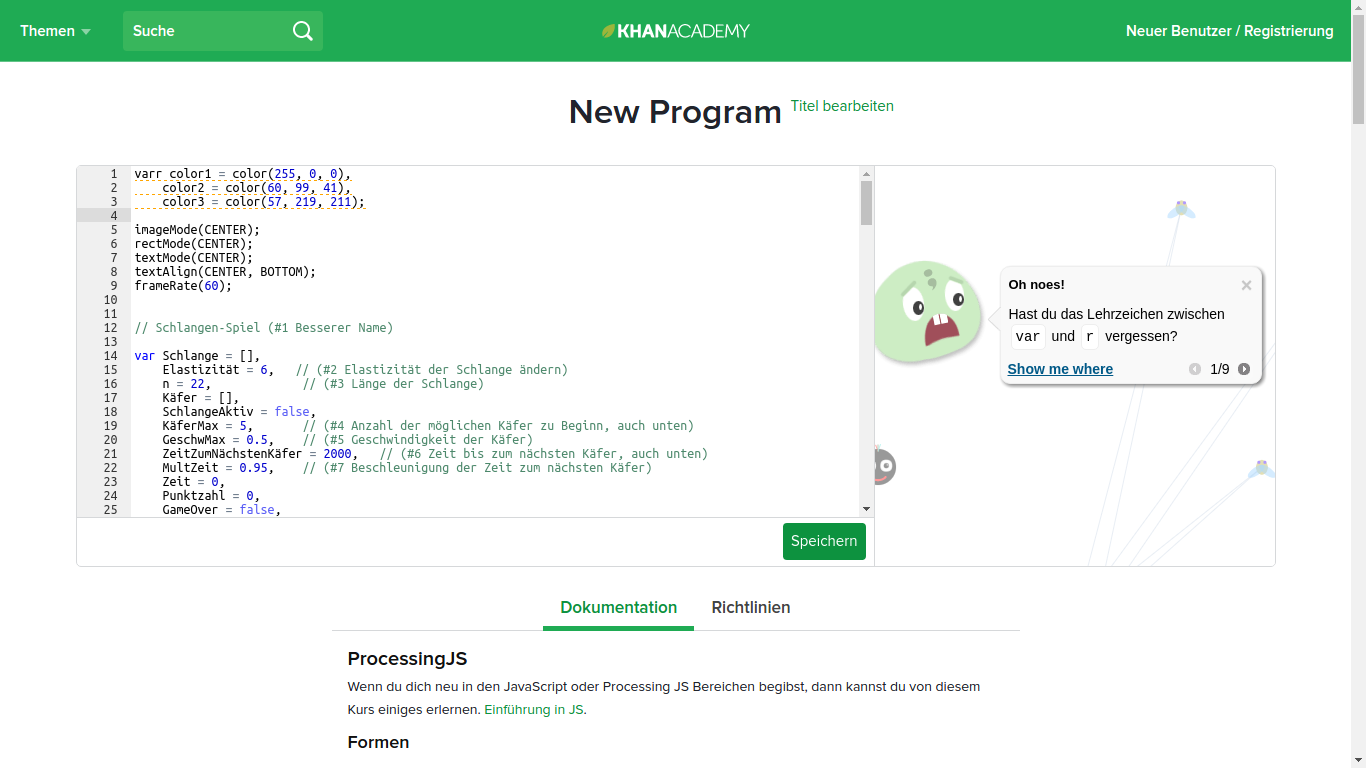 Themen
Suche
KHANACADEMY
Neuer Benutzer / Registrierung
New Program
Titel bearbeiten
1 varr color1 = color(255, 0, 0),
2     color2 = color(60, 99, 41),
3     color3 = color(57, 219, 211);
4
5 imageMode(CENTER);
6 rectMode(CENTER);
7 textMode(CENTER);
8 textAlign(CENTER, BOTTOM);
9 frameRate(60);
10
11
12 // Schlangen-Spiel (#1 Besserer Name)
13
14 var Schlange = [],
15     Elastizität = 6,   // (#2 Elastizität der Schlange ändern)
16     n = 22,             // (#3 Länge der Schlange)
17     Käfer = [],
18     SchlangeAktiv = false,
19     KäferMax = 5,       // (#4 Anzahl der möglichen Käfer zu Beginn, auch unten)
20     GeschwMax = 0.5,    // (#5 Geschwindigkeit der Käfer)
21     ZeitZumNächstenKäfer = 2000,   // (#6 Zeit bis zum nächsten Käfer, auch unten)
22     MultZeit = 0.95,    // (#7 Beschleunigung der Zeit zum nächsten Käfer)
23     Zeit = 0,
24     Punktzahl = 0,
25     GameOver = false,
Oh noes!
×
Hast du das Lehrzeichen zwischen
var und r vergessen?
Show me where
1/9
Speichern
Dokumentation
Richtlinien
ProcessingJS
Wenn du dich neu in den JavaScript oder Processing JS Bereichen begibst, dann kannst du von diesem
Kurs einiges erlernen. Einführung in JS.
Formen